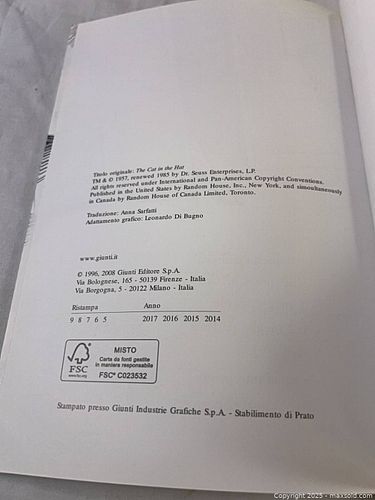 Titolo originale: The Cat in the Hat
TM & © 1957, renewed 1985 by Dr. Seuss Enterprises, L.P.
All rights reserved under International and Pan-American Copyright Conventions.
Published in the United States by Random House, Inc., New York, and simoultaneously
in Canada by Random House of Canada Limited, Toronto.
Traduzione: Anna Sarfatti
Adattamento grafico: Leonardo Di Bugno
www.giunti.it
© 1996, 2008 Giunti Editore S.p.A.
Via Bolognese, 165 - 50139 Firenze - Italia
Via Borgogna, 5 - 20122 Milano - Italia
Ristampa Anno
9 8 7 6 5 2017 2016 2015 2014
MISTO
Carta da fonti gestite
in maniera responsabile
FSC
www.fsc.org
FSC® C023532
Stampato presso Giunti Industrie Grafiche S.p.A. - Stabilimento di Prato
Copyright 2025 - maxsold.com